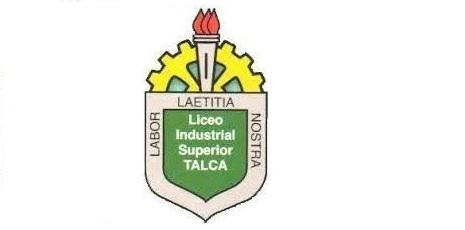 LABOR
LAETITIA
NOSTRA
Liceo
Industrial
Superior
TALCA